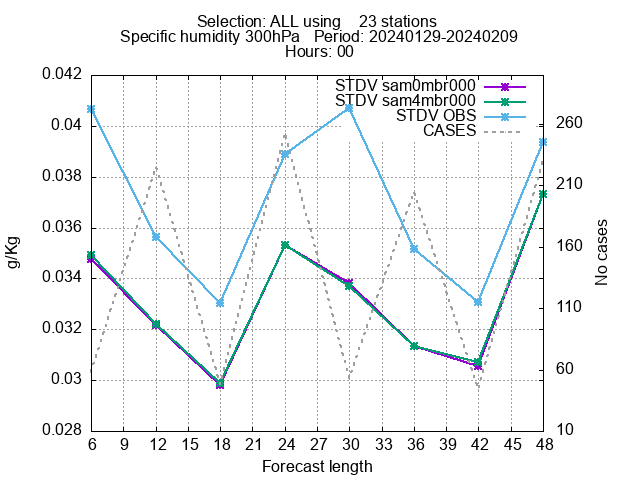 Selection: ALL using    23 stations
Specific humidity 300hPa   Period: 20240129-20240209
Hours: 00
STDV sam0mbr000
STDV sam4mbr000
STDV OBS
CASES
0.042
0.04
0.038
0.036
0.034
0.032
0.03
0.028
g/Kg
260
210
160
110
60
10
No cases
6 9 12 15 18 21 24 27 30 33 36 39 42 45 48
Forecast length